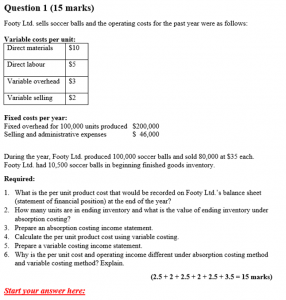 Question 1 (15 marks)
Footy Ltd. sells soccer balls and the operating costs for the past year were as follows:
Variable costs per unit:
Direct materials $10
Direct labour $5
Variable overhead $3
Variable selling $2
Fixed costs per year:
Fixed overhead for 100,000 units produced $200,000
Selling and administrative expenses $ 46,000
During the year, Footy Ltd. produced 100,000 soccer balls and sold 80,000 at $35 each.
Footy Ltd. had 10,500 soccer balls in beginning finished goods inventory.
Required:
1. What is the per unit product cost that would be recorded on Footy Ltd.'s balance sheet
(statement of financial position) at the end of the year?
2. How many units are in ending inventory and what is the value of ending inventory under
absorption costing?
3. Prepare an absorption costing income statement.
4. Calculate the per unit product cost using variable costing.
5. Prepare a variable costing income statement.
6. Why is the per unit cost and operating income different under absorption costing method
and variable costing method? Explain.
(2.5 + 2 + 2.5 + 2 + 2.5 + 3.5 = 15 marks)
Start your answer here: